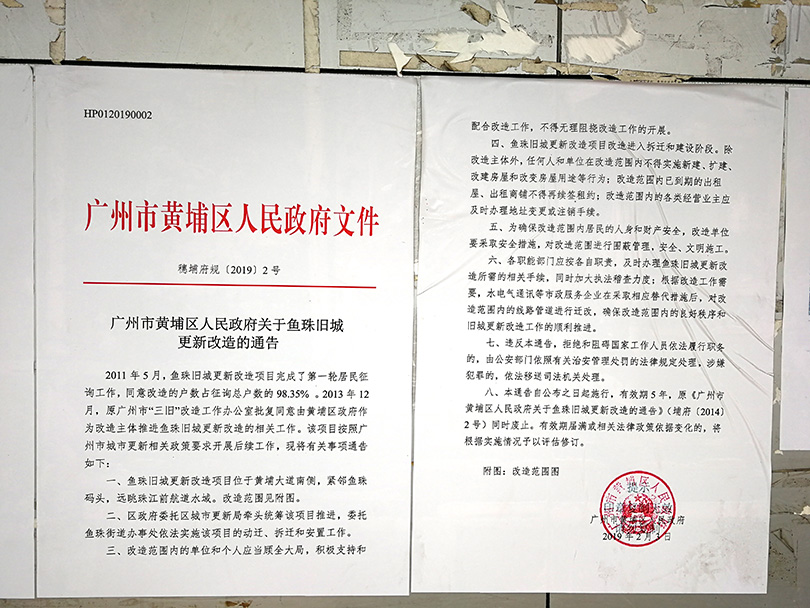 HP0120190002
广州市黄埔区人民政府文件
穗埔府规〔2019〕2 号
广州市黄埔区人民政府关于鱼珠旧城
更新改造的通告
2011 年 5 月，鱼珠旧城更新改造项目完成了第一轮居民征
询工作，同意改造的户数占征询总户数的 98.35% 。2013 年 12
月，原广州市“三旧”改造工作办公室批复同意由黄埔区政府作
为改造主体推进鱼珠旧城更新改造的相关工作。该项目按照广
州市城市更新相关政策要求开展后续工作，现将有关事项通告
如下：
一、鱼珠旧城更新改造项目位于黄埔大道南侧，紧邻鱼珠
码头，远眺珠江前航道水域。改造范围见附图。
二、区政府委托区城市更新局牵头统筹该项目推进，委托
鱼珠街道办事处依法实施该项目的动迁、拆迁和安置工作。
三、改造范围内的单位和个人应当顾全大局，积极支持和
配合改造工作，不得无理阻挠改造工作的开展。
四、鱼珠旧城更新改造项目改造进入拆迁和建设阶段。除
改造主体外，任何人和单位在改造范围内不得实施新建、扩建、
改建房屋和改变房屋用途等行为；改造范围内已到期的出租
屋、出租商铺不得再续签租约；改造范围内的各类经营业主应
及时办理地址变更或注销手续。
五、为确保改造范围内居民的人身和财产安全，改造单位
要采取安全措施，对改造范围进行围蔽管理，安全、文明施工。
六、各职能部门应按各自职责，及时办理鱼珠旧城更新改
造所需的相关手续，同时加大执法稽查力度；根据改造工作需
要，水电气通讯等市政服务企业在采取相应替代措施后，对改
造范围内的线路管道进行迁改，确保改造范围内的良好秩序和
旧城更新改造工作的顺利推进。
七、违反本通告，拒绝和阻碍国家工作人员依法履行职务
的，由公安部门依照有关治安管理处罚的法律规定处理，涉嫌
犯罪的，依法移送司法机关处理。
八、本通告自公布之日起施行，有效期 5 年，原《广州市
黄埔区人民政府关于鱼珠旧城更新改造的通告》（埔府〔2014〕
2 号）同时废止。有效期届满或相关法律政策依据变化的，将
根据实施情况予以评估修订。
附图：改造范围图
广州市黄埔区人民政府
2019 年 2 月 日